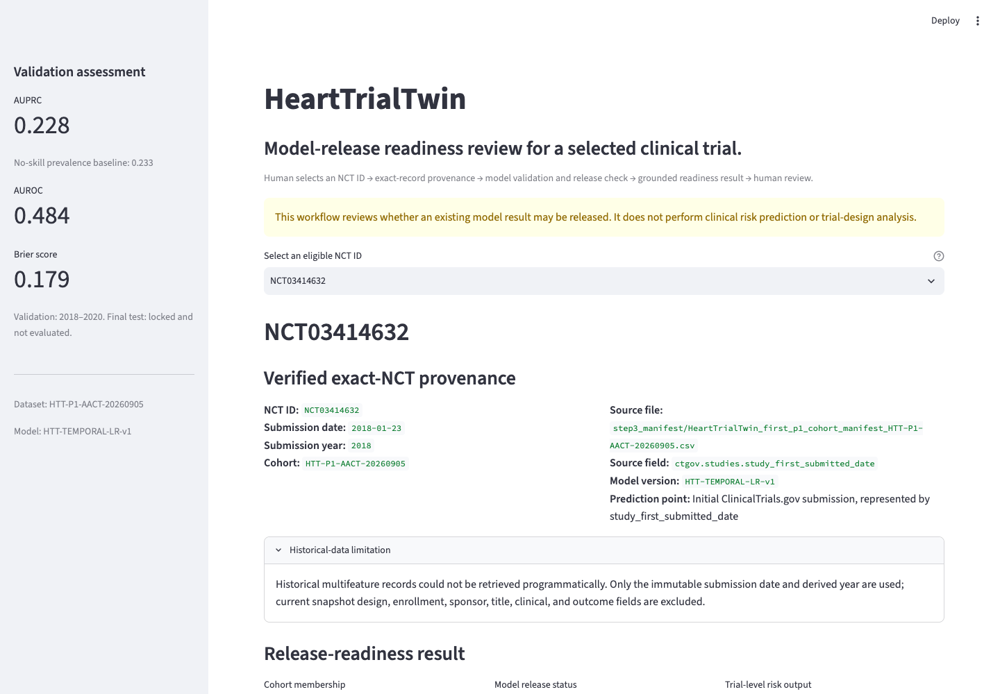 Deploy
Validation assessment
AUPRC
0.228
No-skill prevalence baseline: 0.233
AUROC
0.484
Brier score
0.179
Validation: 2018–2020. Final test: locked and
not evaluated.
Dataset: HTT-P1-AACT-20260905
Model: HTT-TEMPORAL-LR-v1
HeartTrialTwin
Model-release readiness review for a selected clinical trial.
Human selects an NCT ID → exact-record provenance → model validation and release check → grounded readiness result → human review.
This workflow reviews whether an existing model result may be released. It does not perform clinical risk prediction or trial-design analysis.
Select an eligible NCT ID
NCT03414632
NCT03414632
Verified exact-NCT provenance
NCT ID: NCT03414632
Submission date: 2018-01-23
Submission year: 2018
Cohort: HTT-P1-AACT-20260905
Source file:
step3_manifest/HeartTrialTwin_first_p1_cohort_manifest_HTT-P1-
AACT-20260905.csv
Source field: ctgov.studies.study_first_submitted_date
Model version: HTT-TEMPORAL-LR-v1
Prediction point: Initial ClinicalTrials.gov submission, represented by
study_first_submitted_date
Historical-data limitation
Historical multifeature records could not be retrieved programmatically. Only the immutable submission date and derived year are used;
current snapshot design, enrollment, sponsor, title, clinical, and outcome fields are excluded.
Release-readiness result
Cohort membership
Model release status
Trial-level risk output